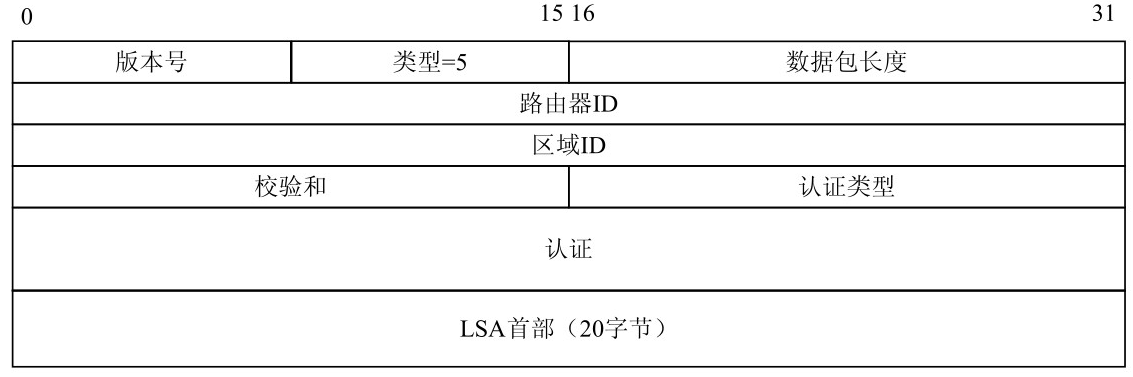 0 15 16 31
版本号 类型=5 数据包长度
路由器ID
区域ID
校验和 认证类型
认证
LSA首部（20字节）